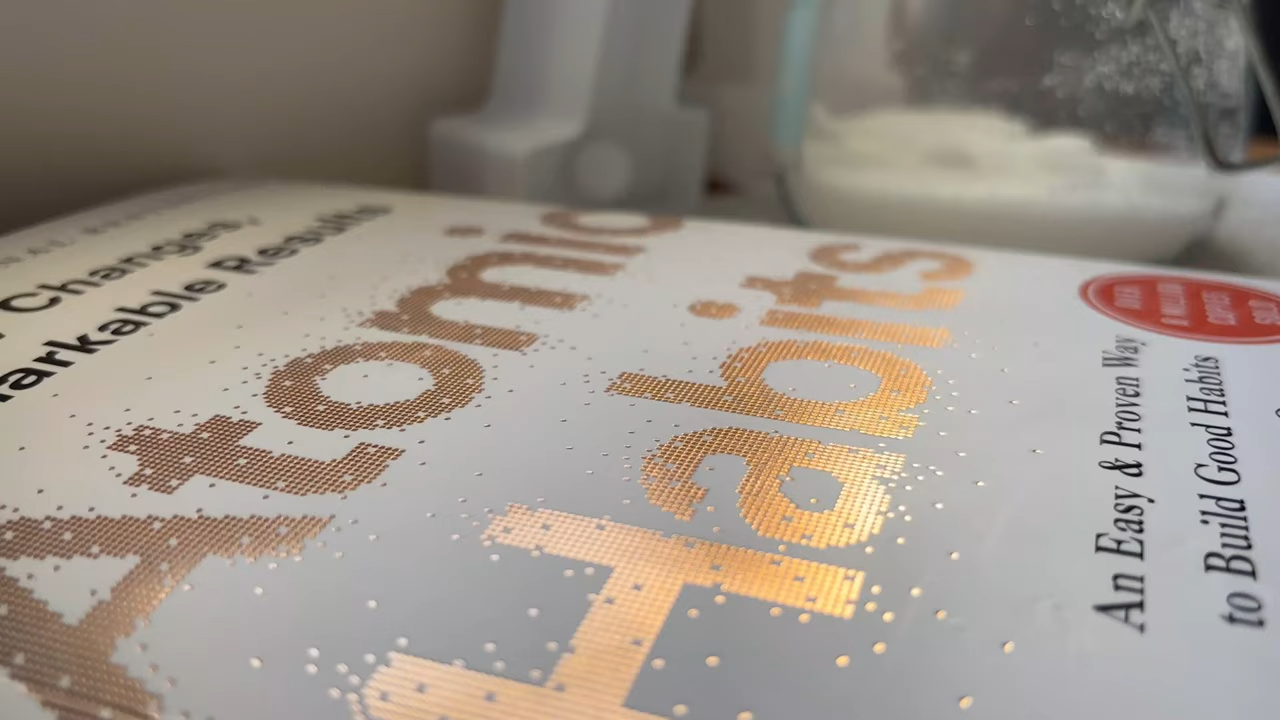 Changes,
arkable Results
Atomic
Habits
An Easy & Proven Way
to Build Good Habits